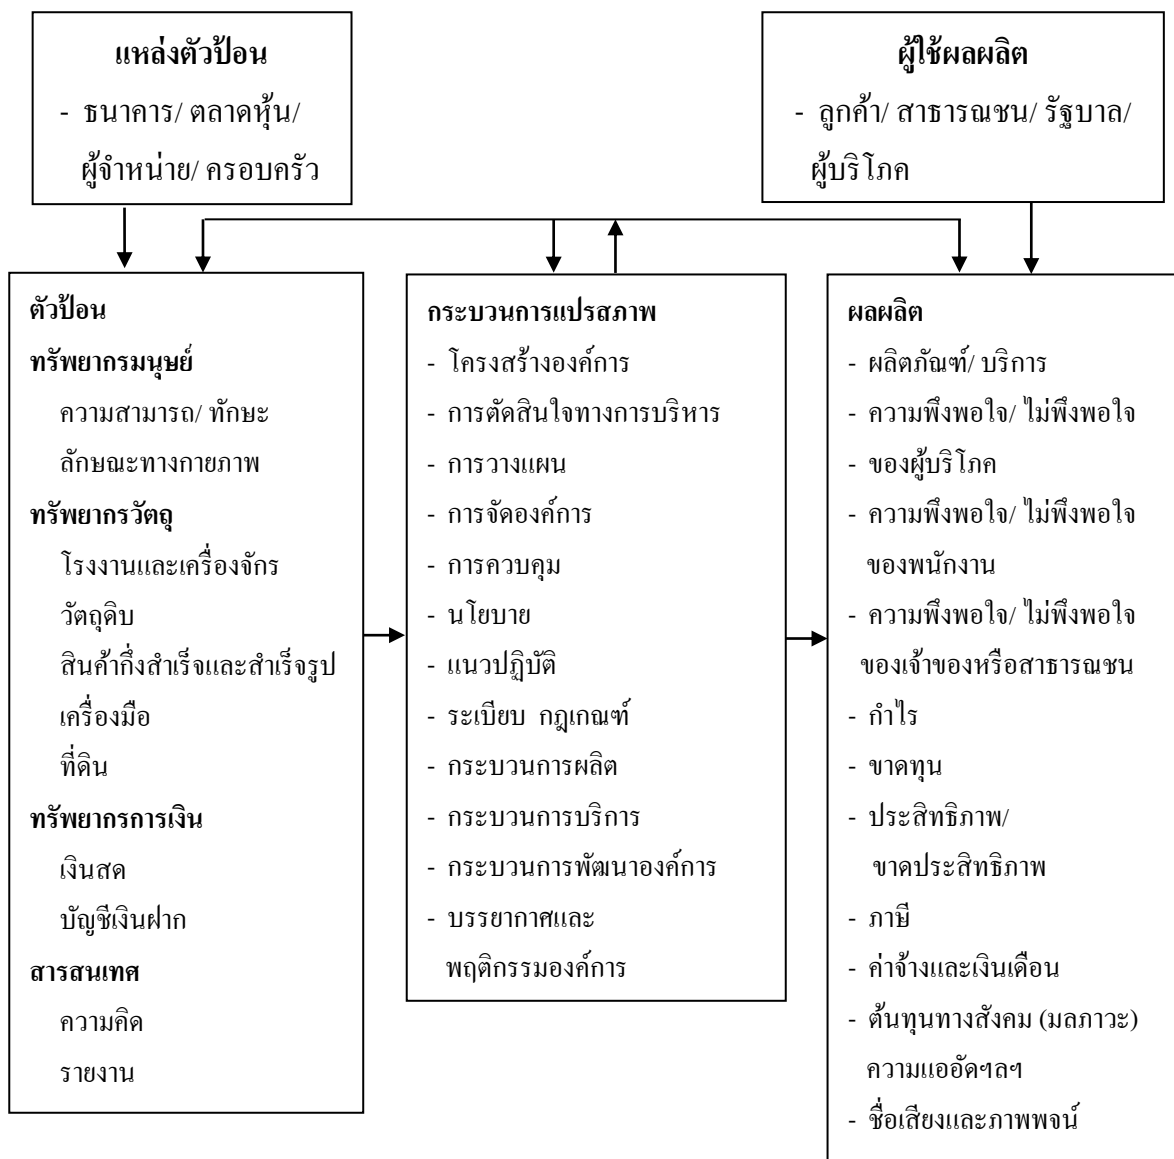 แหล่งตัวป้อน
- ธนาคาร/ ตลาดหุ้น/
ผู้จำหน่าย/ ครอบครัว
ผู้ใช้ผลผลิต
- ลูกค้า/ สาธารณชน/ รัฐบาล/
ผู้บริโภค
ตัวป้อน
ทรัพยากรมนุษย์
ความสามารถ/ ทักษะ
ลักษณะทางกายภาพ
ทรัพยากรวัตถุ
โรงงานและเครื่องจักร
วัตถุดิบ
สินค้ากึ่งสำเร็จและสำเร็จรูป
เครื่องมือ
ที่ดิน
ทรัพยากรการเงิน
เงินสด
บัญชีเงินฝาก
สารสนเทศ
ความคิด
รายงาน
กระบวนการแปรสภาพ
- โครงสร้างองค์การ
- การตัดสินใจทางการบริหาร
- การวางแผน
- การจัดองค์การ
- การควบคุม
- นโยบาย
- แนวปฏิบัติ
- ระเบียบ กฎเกณฑ์
- กระบวนการผลิต
- กระบวนการบริการ
- กระบวนการพัฒนาองค์การ
- บรรยากาศและ
พฤติกรรมองค์การ
ผลผลิต
- ผลิตภัณฑ์/ บริการ
- ความพึงพอใจ/ ไม่พึงพอใจ
- ของผู้บริโภค
- ความพึงพอใจ/ ไม่พึงพอใจ
ของพนักงาน
- ความพึงพอใจ/ ไม่พึงพอใจ
ของเจ้าของหรือสาธารณชน
- กำไร
- ขาดทุน
- ประสิทธิภาพ/
ขาดประสิทธิภาพ
- ภาษี
- ค่าจ้างและเงินเดือน
- ต้นทุนทางสังคม (มลภาวะ)
ความแออัดฯลฯ
- ชื่อเสียงและภาพพจน์